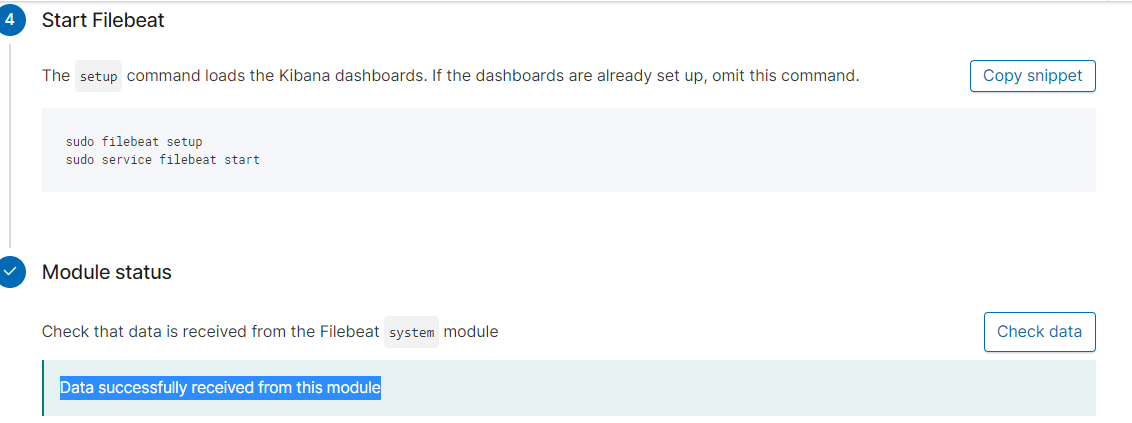 4 Start Filebeat
The setup command loads the Kibana dashboards. If the dashboards are already set up, omit this command. Copy snippet
sudo filebeat setup
sudo service filebeat start
Module status
Check that data is received from the Filebeat system module Check data
Data successfully received from this module